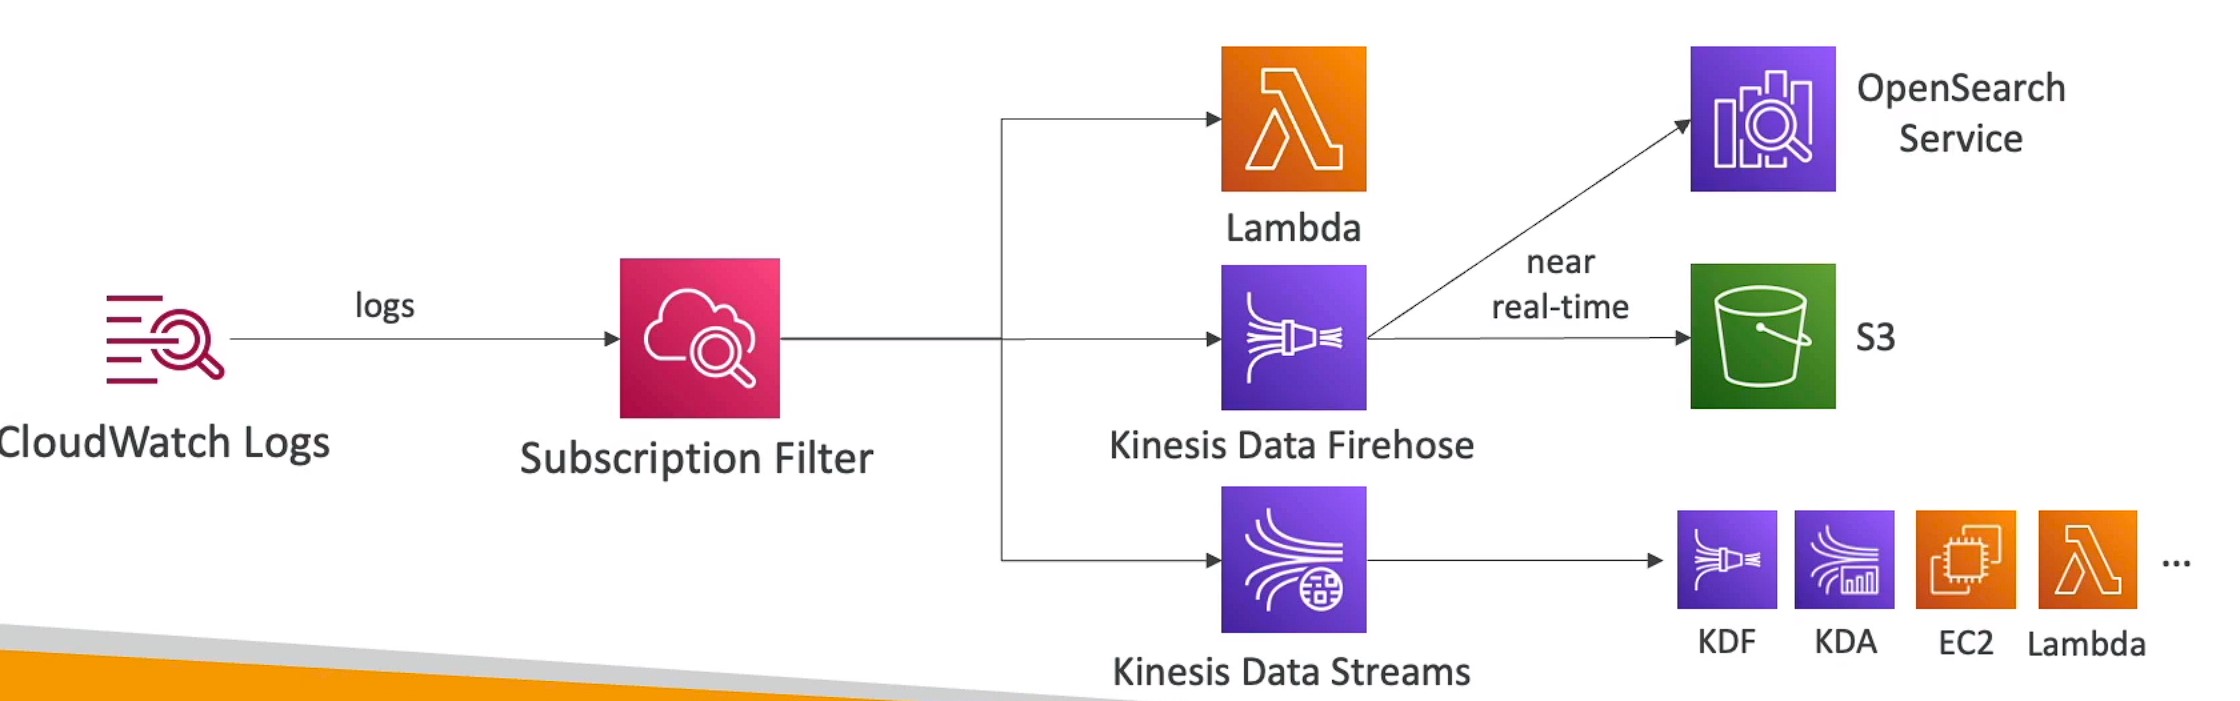 CloudWatch Logs
logs
Subscription Filter
Lambda
Kinesis Data Firehose
Kinesis Data Streams
near
real-time
OpenSearch
Service
S3
KDF
KDA
EC2
Lambda
...